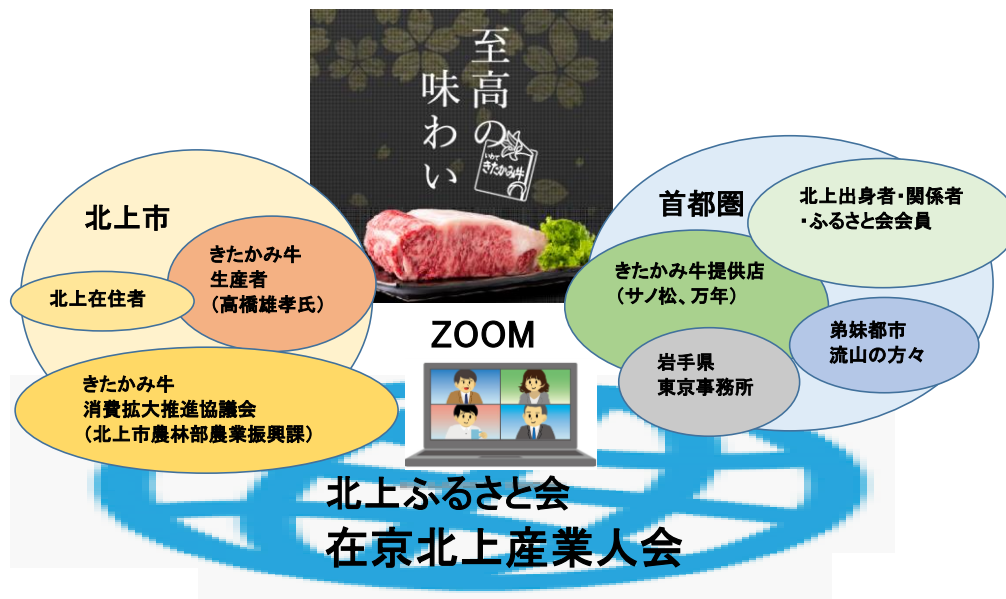 至高の
味わい
いわて
きたかみ牛
北上市
きたかみ牛
生産者
（高橋雄孝氏）
北上在住者
きたかみ牛
消費拡大推進協議会
（北上市農林部農業振興課）
ZOOM
首都圏
北上出身者・関係者
・ふるさと会会員
きたかみ牛提供店
（サノ松、万年）
弟妹都市
流山の方々
岩手県
東京事務所
北上ふるさと会
在京北上産業人会